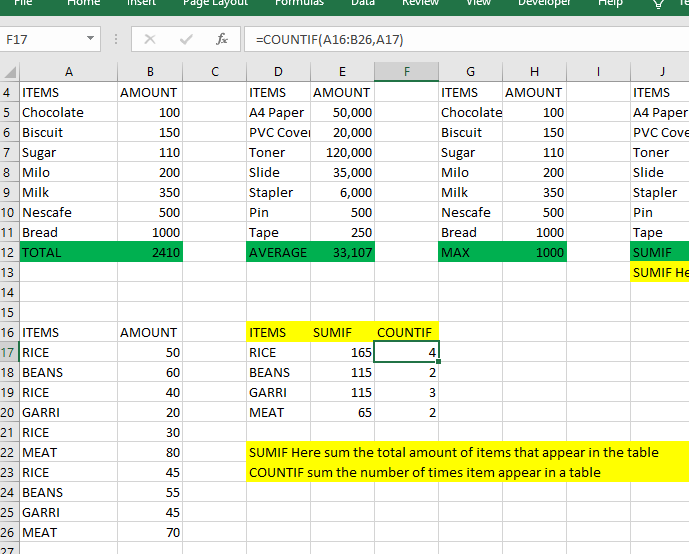 File Home Insert Page Layout Formulas Data Review View Developer Help
F17 fx =COUNTIF(A16:B26,A17)
A B C D E F G H I J
4 ITEMS AMOUNT ITEMS AMOUNT ITEMS AMOUNT ITEMS
5 Chocolate 100 A4 Paper 50,000 Chocolate 100 A4 Paper
6 Biscuit 150 PVC Cover 20,000 Biscuit 150 PVC Cove
7 Sugar 110 Toner 120,000 Sugar 110 Toner
8 Milo 200 Slide 35,000 Milo 200 Slide
9 Milk 350 Stapler 6,000 Milk 350 Stapler
10 Nescafe 500 Pin 500 Nescafe 500 Pin
11 Bread 1000 Tape 250 Bread 1000 Tape
12 TOTAL 2410 AVERAGE 33,107 MAX 1000 SUMIF
13 SUMIF He
14
15
16 ITEMS AMOUNT ITEMS SUMIF COUNTIF
17 RICE 50 RICE 165 4
18 BEANS 60 BEANS 115 2
19 RICE 40 GARRI 115 3
20 GARRI 20 MEAT 65 2
21 RICE 30
22 MEAT 80 SUMIF Here sum the total amount of items that appear in the table
23 RICE 45 COUNTIF sum the number of times item appear in a table
24 BEANS 55
25 GARRI 45
26 MEAT 70
27